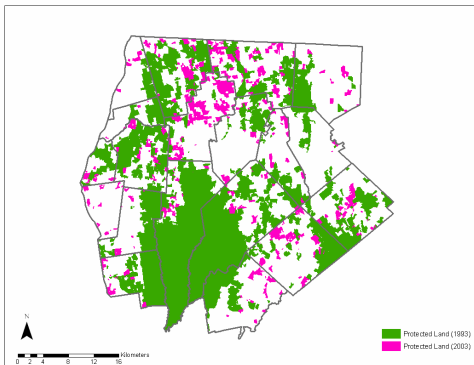 N
Kilometers
0 2 4 8 12 16
Protected Land (1993)
Protected Land (2003)